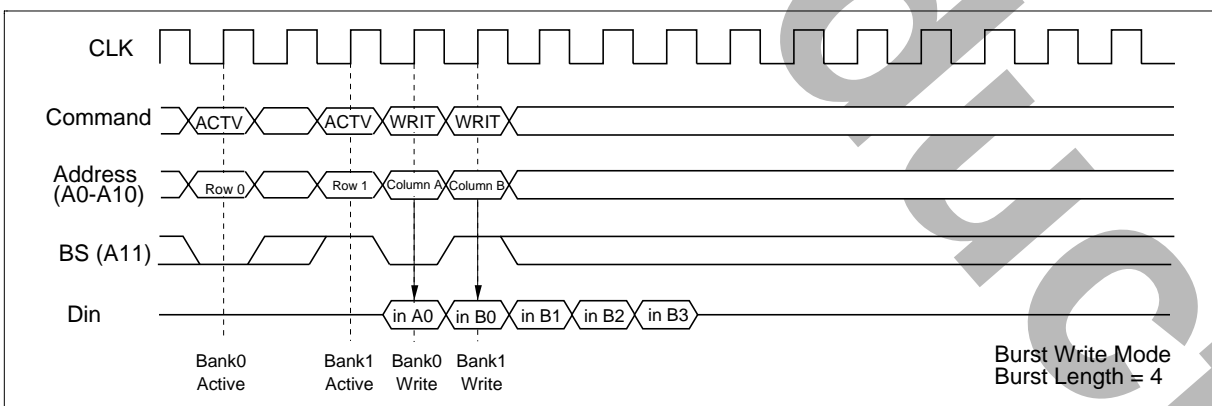 CLK
Command ACTV ACTV WRIT WRIT
Address
(A0-A10)
Row 0 Row 1 Column A Column B
BS (A11)
Din in A0 in B0 in B1 in B2 in B3
Bank0 Bank1 Bank0 Bank1
Active Active Write Write
Burst Write Mode
Burst Length = 4